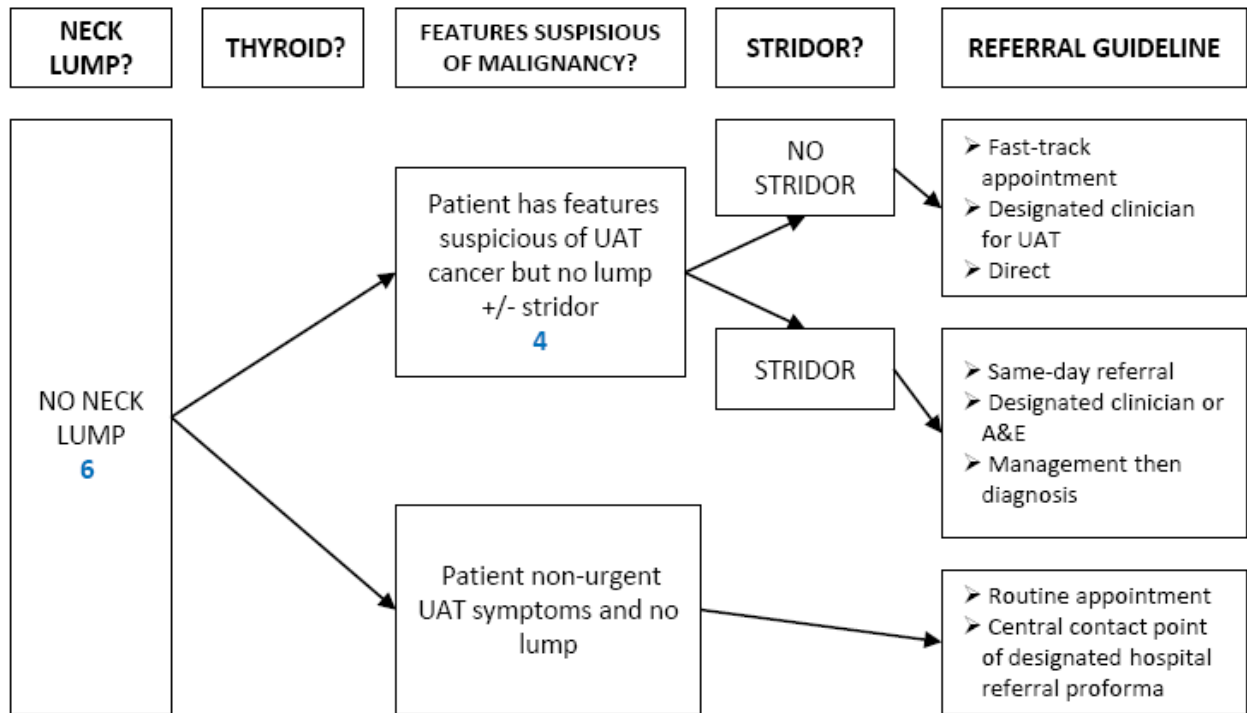 NECK
LUMP?
THYROID?
FEATURES SUSPISIOUS
OF MALIGNANCY?
STRIDOR?
REFERRAL GUIDELINE
NO NECK
LUMP
6
Patient has features
suspicious of UAT
cancer but no lump
+/- stridor
4
NO
STRIDOR
➢ Fast-track
appointment
➢ Designated clinician
for UAT
➢ Direct
STRIDOR
➢ Same-day referral
➢ Designated clinician or
A&E
➢ Management then
diagnosis
Patient non-urgent
UAT symptoms and no
lump
➢ Routine appointment
➢ Central contact point
of designated hospital
referral proforma